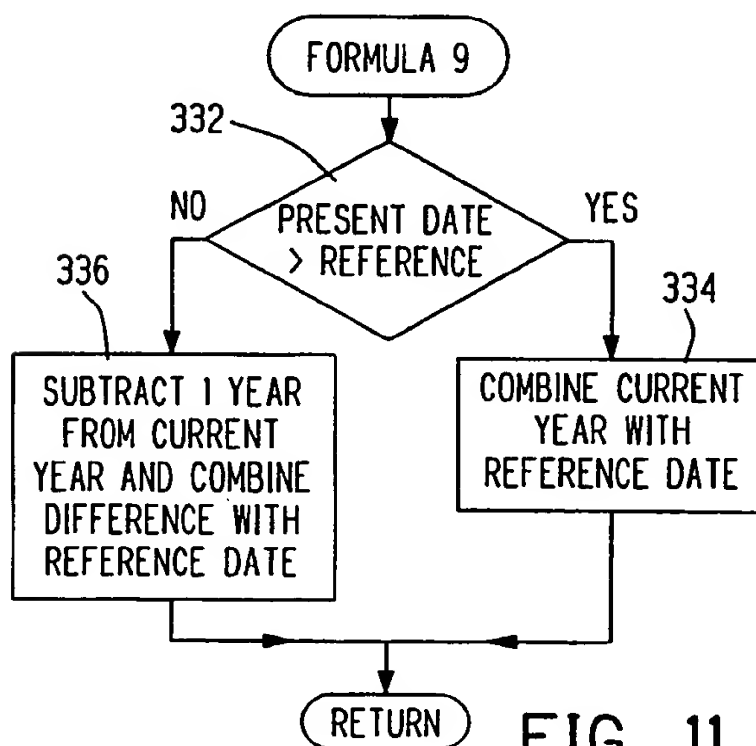 FORMULA 9
332
NO
PRESENT DATE
> REFERENCE
YES
336
334
SUBTRACT 1 YEAR
FROM CURRENT
YEAR AND COMBINE
DIFFERENCE WITH
REFERENCE DATE
COMBINE CURRENT
YEAR WITH
REFERENCE DATE
RETURN
FIG. 11